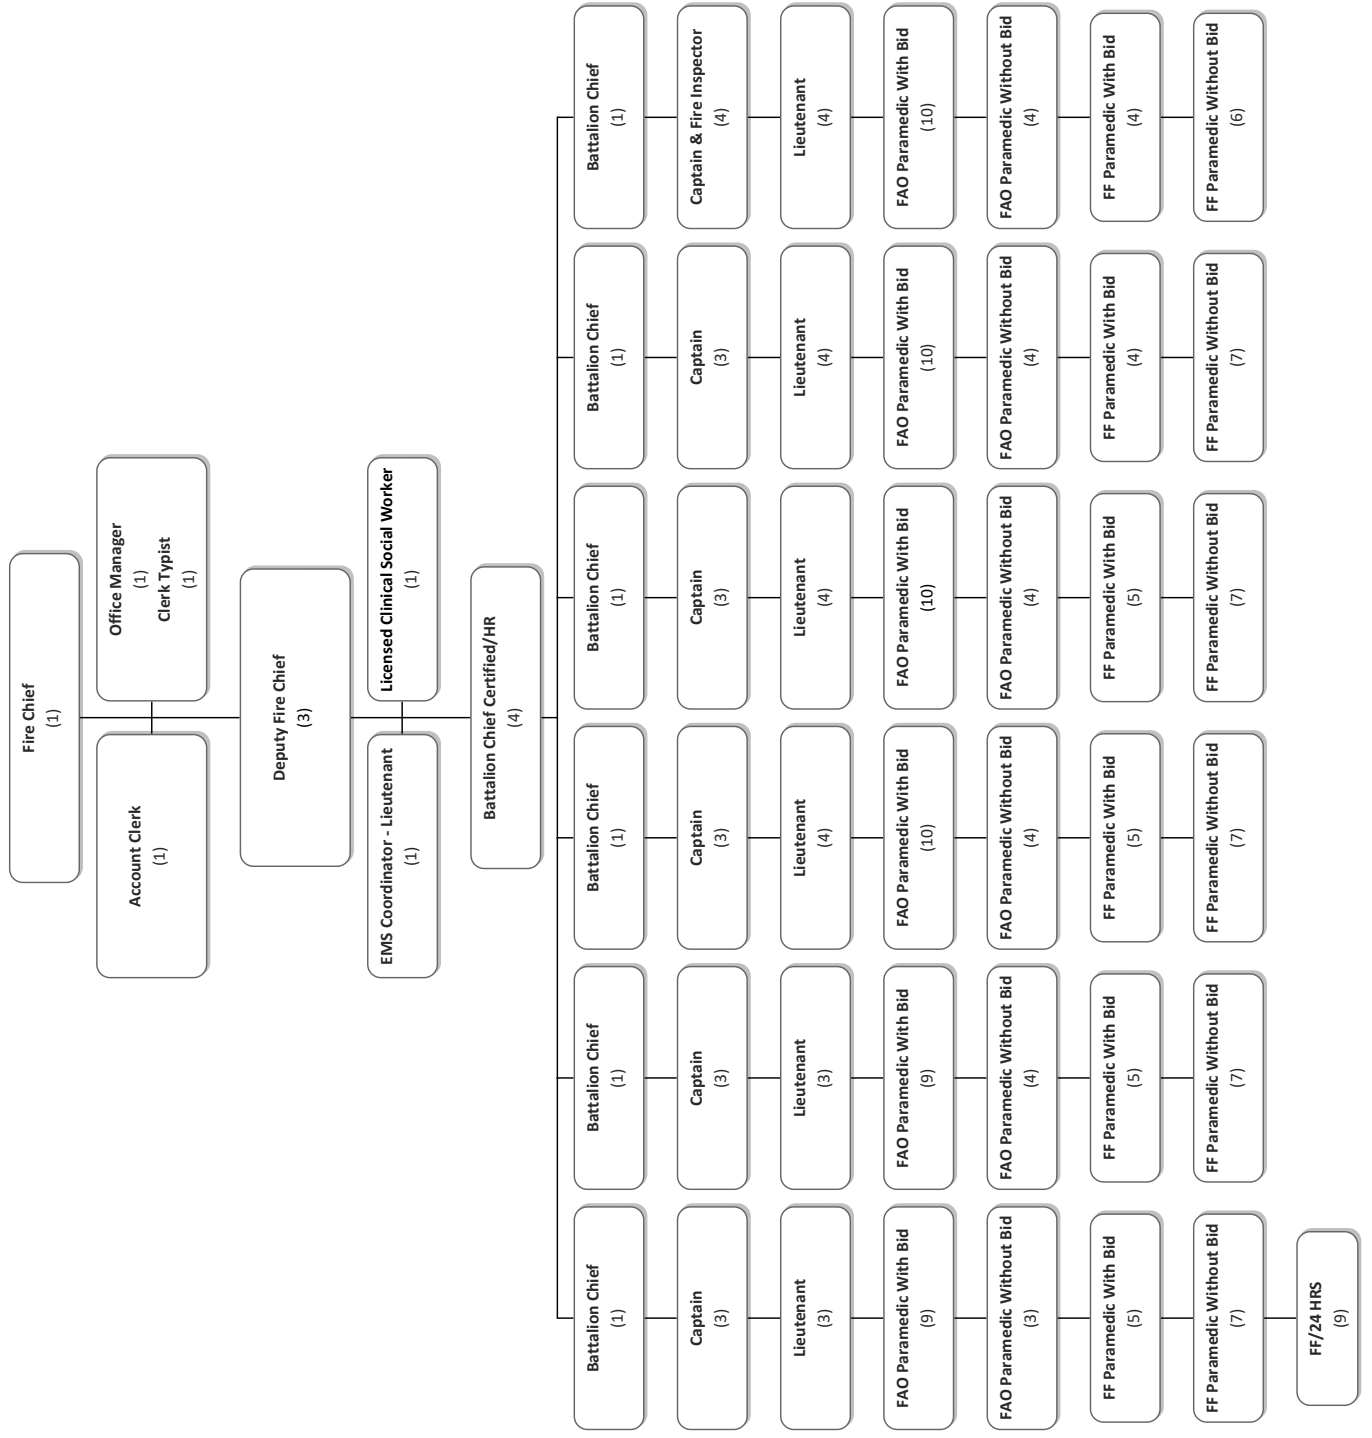 Fire Chief
(1)
Account Clerk
(1)
Office Manager
(1)
Clerk Typist
(1)
Deputy Fire Chief
(3)
EMS Coordinator - Lieutenant
(1)
Licensed Clinical Social Worker
(1)
Battalion Chief Certified/HR
(4)
Battalion Chief
(1)
Battalion Chief
(1)
Battalion Chief
(1)
Battalion Chief
(1)
Battalion Chief
(1)
Battalion Chief
(1)
Captain
(3)
Captain
(3)
Captain
(3)
Captain
(3)
Captain
(3)
Captain & Fire Inspector
(4)
Lieutenant
(3)
Lieutenant
(3)
Lieutenant
(4)
Lieutenant
(4)
Lieutenant
(4)
Lieutenant
(4)
FAO Paramedic With Bid
(9)
FAO Paramedic With Bid
(9)
FAO Paramedic With Bid
(10)
FAO Paramedic With Bid
(10)
FAO Paramedic With Bid
(10)
FAO Paramedic With Bid
(10)
FAO Paramedic Without Bid
(3)
FAO Paramedic Without Bid
(4)
FAO Paramedic Without Bid
(4)
FAO Paramedic Without Bid
(4)
FAO Paramedic Without Bid
(4)
FAO Paramedic Without Bid
(4)
FF Paramedic With Bid
(5)
FF Paramedic With Bid
(5)
FF Paramedic With Bid
(5)
FF Paramedic With Bid
(5)
FF Paramedic With Bid
(4)
FF Paramedic With Bid
(4)
FF Paramedic Without Bid
(7)
FF Paramedic Without Bid
(7)
FF Paramedic Without Bid
(7)
FF Paramedic Without Bid
(7)
FF Paramedic Without Bid
(7)
FF Paramedic Without Bid
(6)
FF/24 HRS
(9)